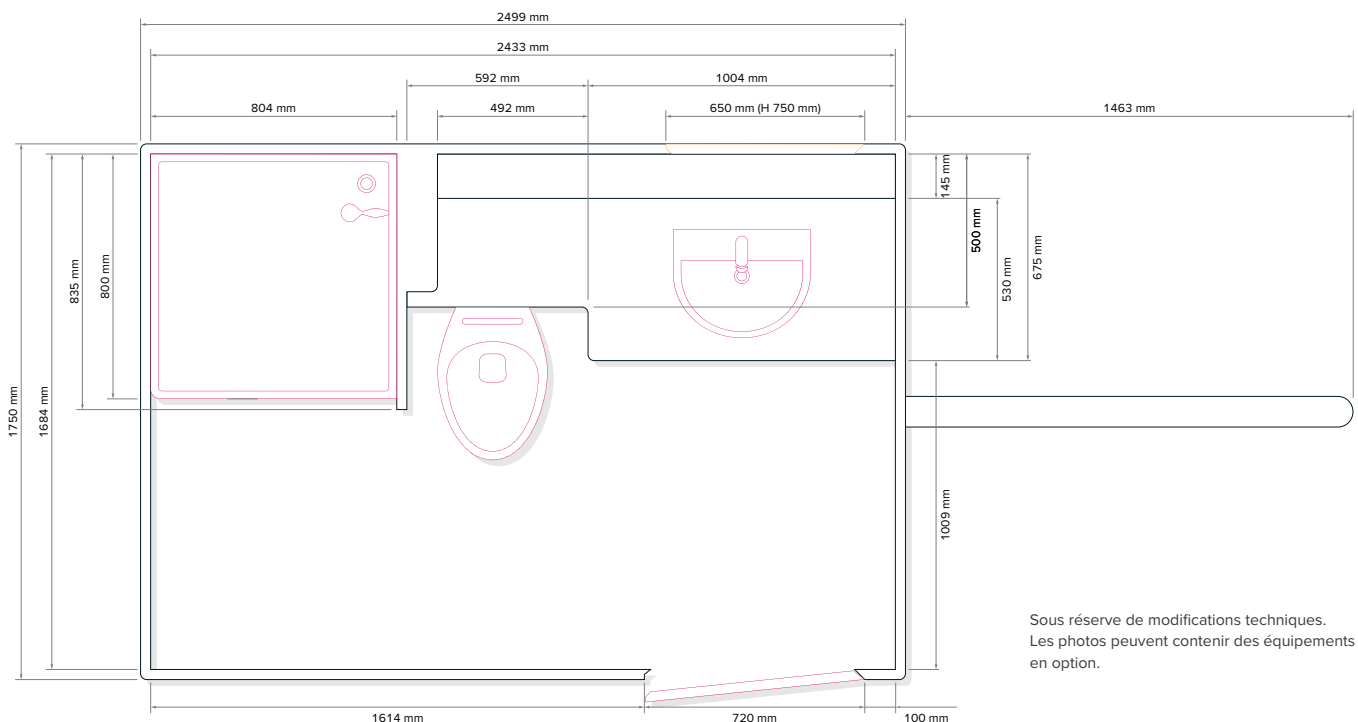 2499 mm
2433 mm
592 mm
1004 mm
804 mm
492 mm
650 mm (H 750 mm)
1463 mm
145 mm
500 mm
530 mm
675 mm
835 mm
800 mm
1750 mm
1684 mm
1009 mm
Sous réserve de modifications techniques.
Les photos peuvent contenir des équipements
en option.
1614 mm
720 mm
100 mm